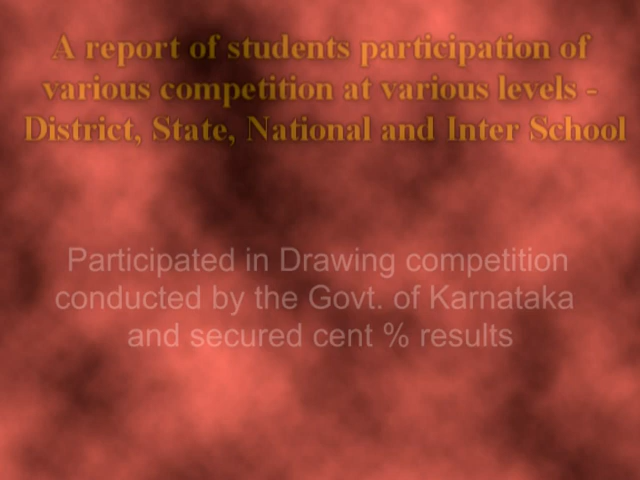 A report of students participation of
various competition at various levels -
District, State, National and Inter School
Participated in Drawing competition
conducted by the Govt. of Karnataka
and secured cent % results